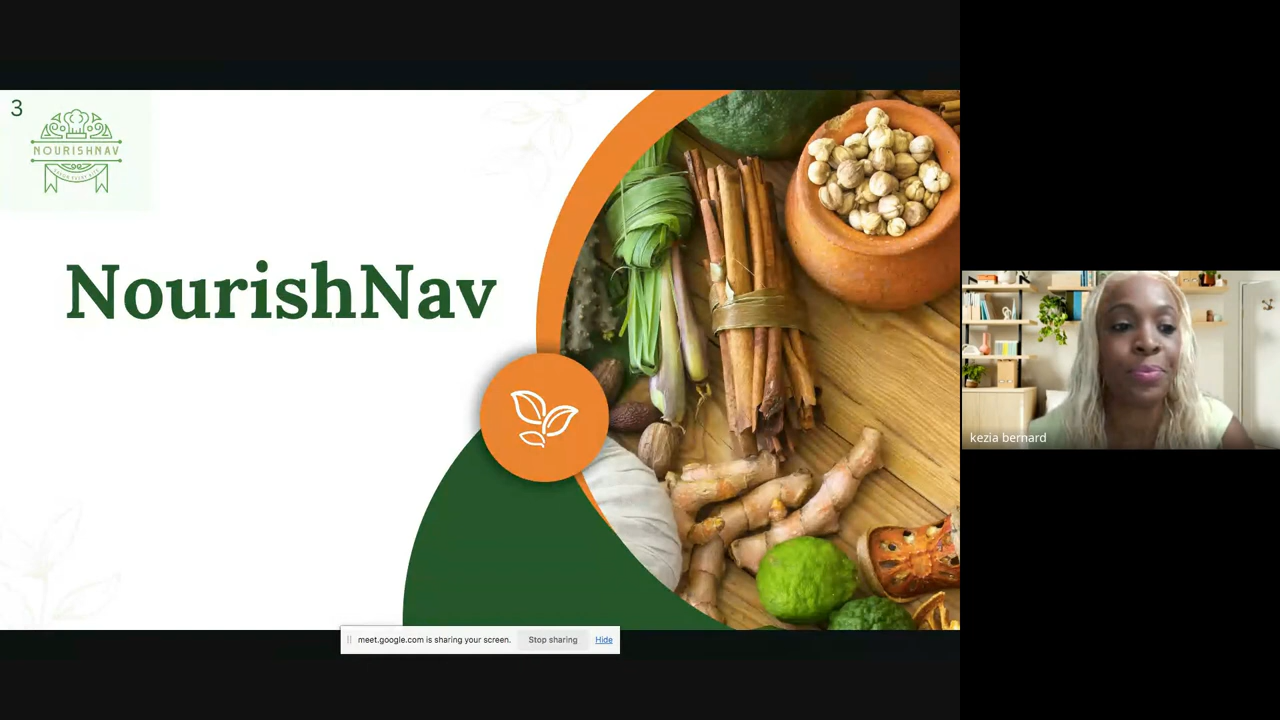 3
NOURISHNAV
NourishNav
kezia bernard
meet.google.com is sharing your screen.
Stop sharing
Hide